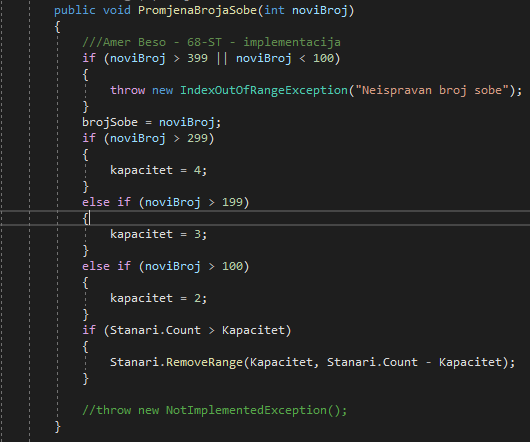 public void PromjenaBrojaSobe(int noviBroj)
{
///Amer Beso - 68-ST - implementacija
if (noviBroj > 399 || noviBroj < 100)
{
throw new IndexOutOfRangeException("Neispravan broj sobe");
}
brojSobe = noviBroj;
if (noviBroj > 299)
{
kapacitet = 4;
}
else if (noviBroj > 199)
{
kapacitet = 3;
}
else if (noviBroj > 100)
{
kapacitet = 2;
}
if (Stanari.Count > Kapacitet)
{
Stanari.RemoveRange(Kapacitet, Stanari.Count - Kapacitet);
}
//throw new NotImplementedException();
}